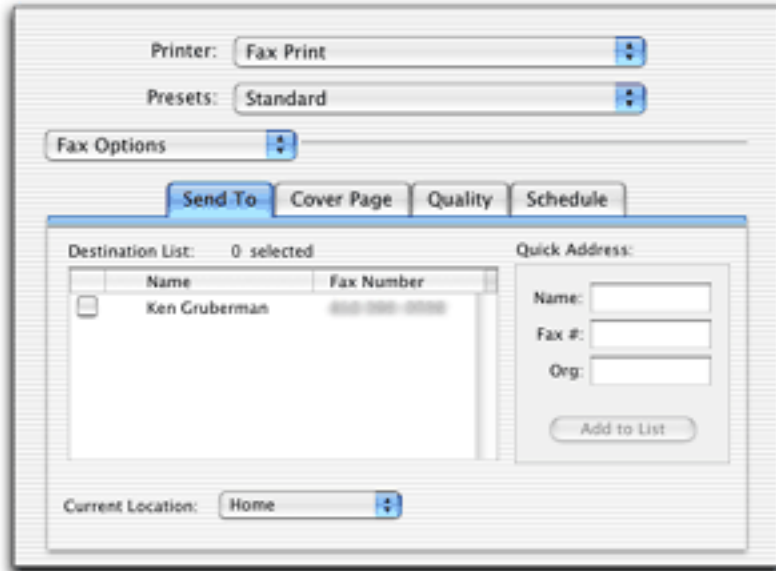 Printer: Fax Print
Presets: Standard
Fax Options
Send To Cover Page Quality Schedule
Destination List: 0 selected Quick Address:
Name Fax Number
Ken Gruberman
Name:
Fax #:
Org:
Add to List
Current Location: Home